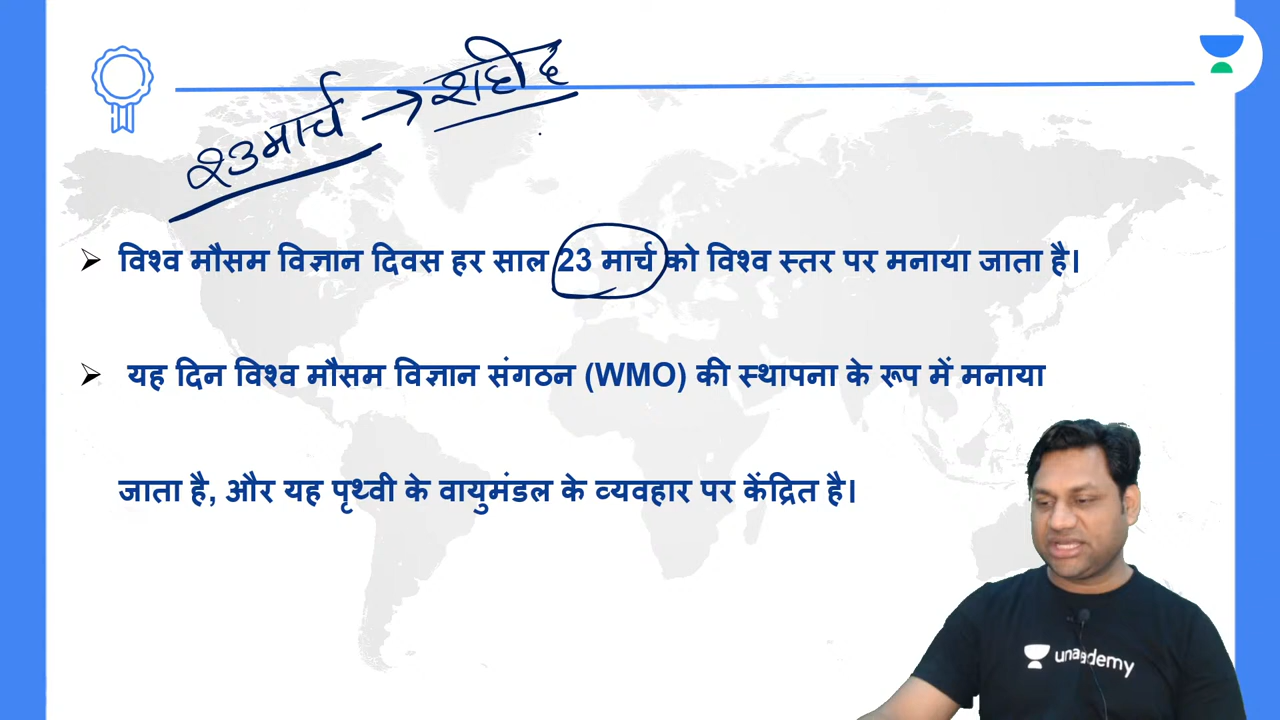 23 मार्च → शहीद
विश्व मौसम विज्ञान दिवस हर साल 23 मार्च को विश्व स्तर पर मनाया जाता है।
यह दिन विश्व मौसम विज्ञान संगठन (WMO) की स्थापना के रूप में मनाया
जाता है, और यह पृथ्वी के वायुमंडल के व्यवहार पर केंद्रित है।
unacademy